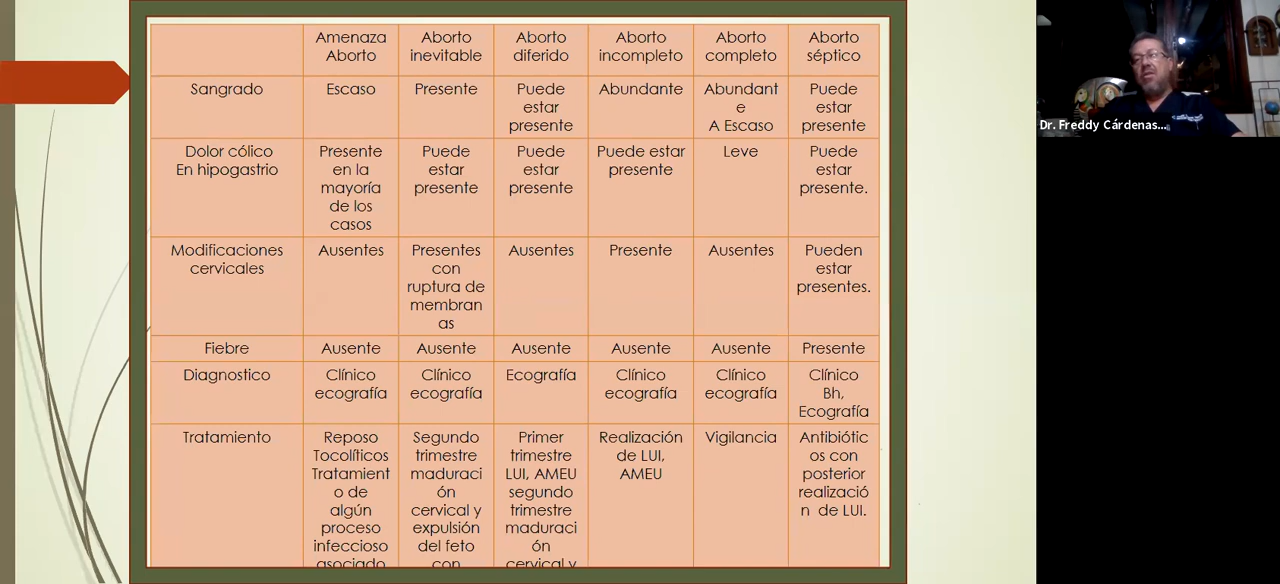 Amenaza
Aborto
Aborto
inevitable
Aborto
diferido
Aborto
incompleto
Aborto
completo
Aborto
séptico
Sangrado
Escaso
Presente
Puede
estar
presente
Abundante
Abundant
e
A Escaso
Puede
estar
presente
Dolor cólico
En hipogastrio
Presente
en la
mayoría
de los
casos
Puede
estar
presente
Puede
estar
presente
Puede estar
presente
Leve
Puede
estar
presente.
Modificaciones
cervicales
Ausentes
Presentes
con
ruptura de
membran
as
Ausentes
Presente
Ausentes
Pueden
estar
presentes.
Fiebre
Ausente
Ausente
Ausente
Ausente
Ausente
Presente
Diagnostico
Clínico
ecografía
Clínico
ecografía
Ecografía
Clínico
ecografía
Clínico
ecografía
Clínico
Bh,
Ecografía
Tratamiento
Reposo
Tocolíticos
Tratamient
o de
algún
proceso
infeccioso
asociado
Segundo
trimestre
maduraci
ón
cervical y
expulsión
del feto
con
Primer
trimestre
LUI, AMEU
segundo
trimestre
maduraci
ón
cervical y
Realización
de LUI,
AMEU
Vigilancia
Antibiótic
os con
posterior
realizació
n de LUI.
Dr. Freddy Cárdenas...